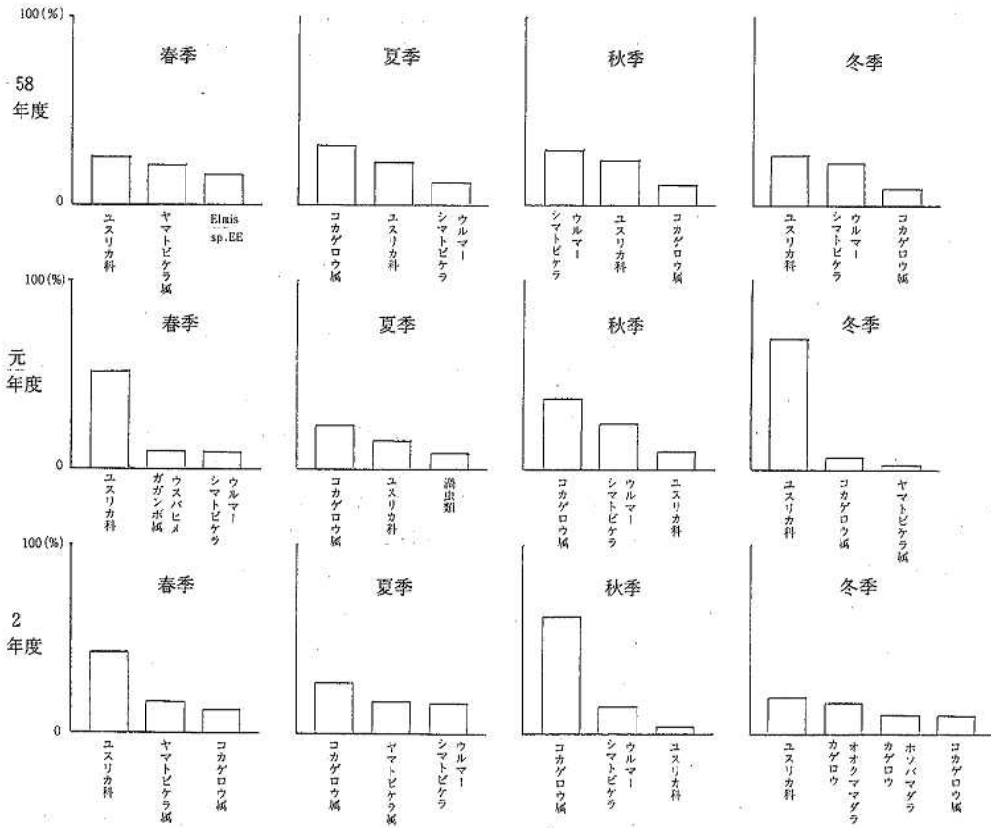 100(%)
春季
夏季
秋季
冬季
58
年度
0
ユスリカ科
ヤマトビケラ属
Elmis
sp.EE
コカゲロウ属
ユスリカ科
ウルマー
シマトビケラ
ウルマー
シマトビケラ
ユスリカ科
コカゲロウ属
ユスリカ科
ウルマー
シマトビケラ
コカゲロウ属
100(%)
春季
夏季
秋季
冬季
元
年度
0
ユスリカ科
ウスバヒメ
ガガンボ属
ウルマー
シマトビケラ
コカゲロウ属
ユスリカ科
渦虫類
コカゲロウ属
ウルマー
シマトビケラ
ユスリカ科
ユスリカ科
コカゲロウ属
ヤマトビケラ属
100(%)
春季
夏季
秋季
冬季
2
年度
0
ユスリカ科
ヤマトビケラ属
コカゲロウ属
コカゲロウ属
ヤマトビケラ属
ウルマー
シマトビケラ
コカゲロウ属
ウルマー
シマトビケラ
ユスリカ科
ユスリカ科
オオクママダラ
カゲロウ
ホソバマダラ
カゲロウ
コカゲロウ属